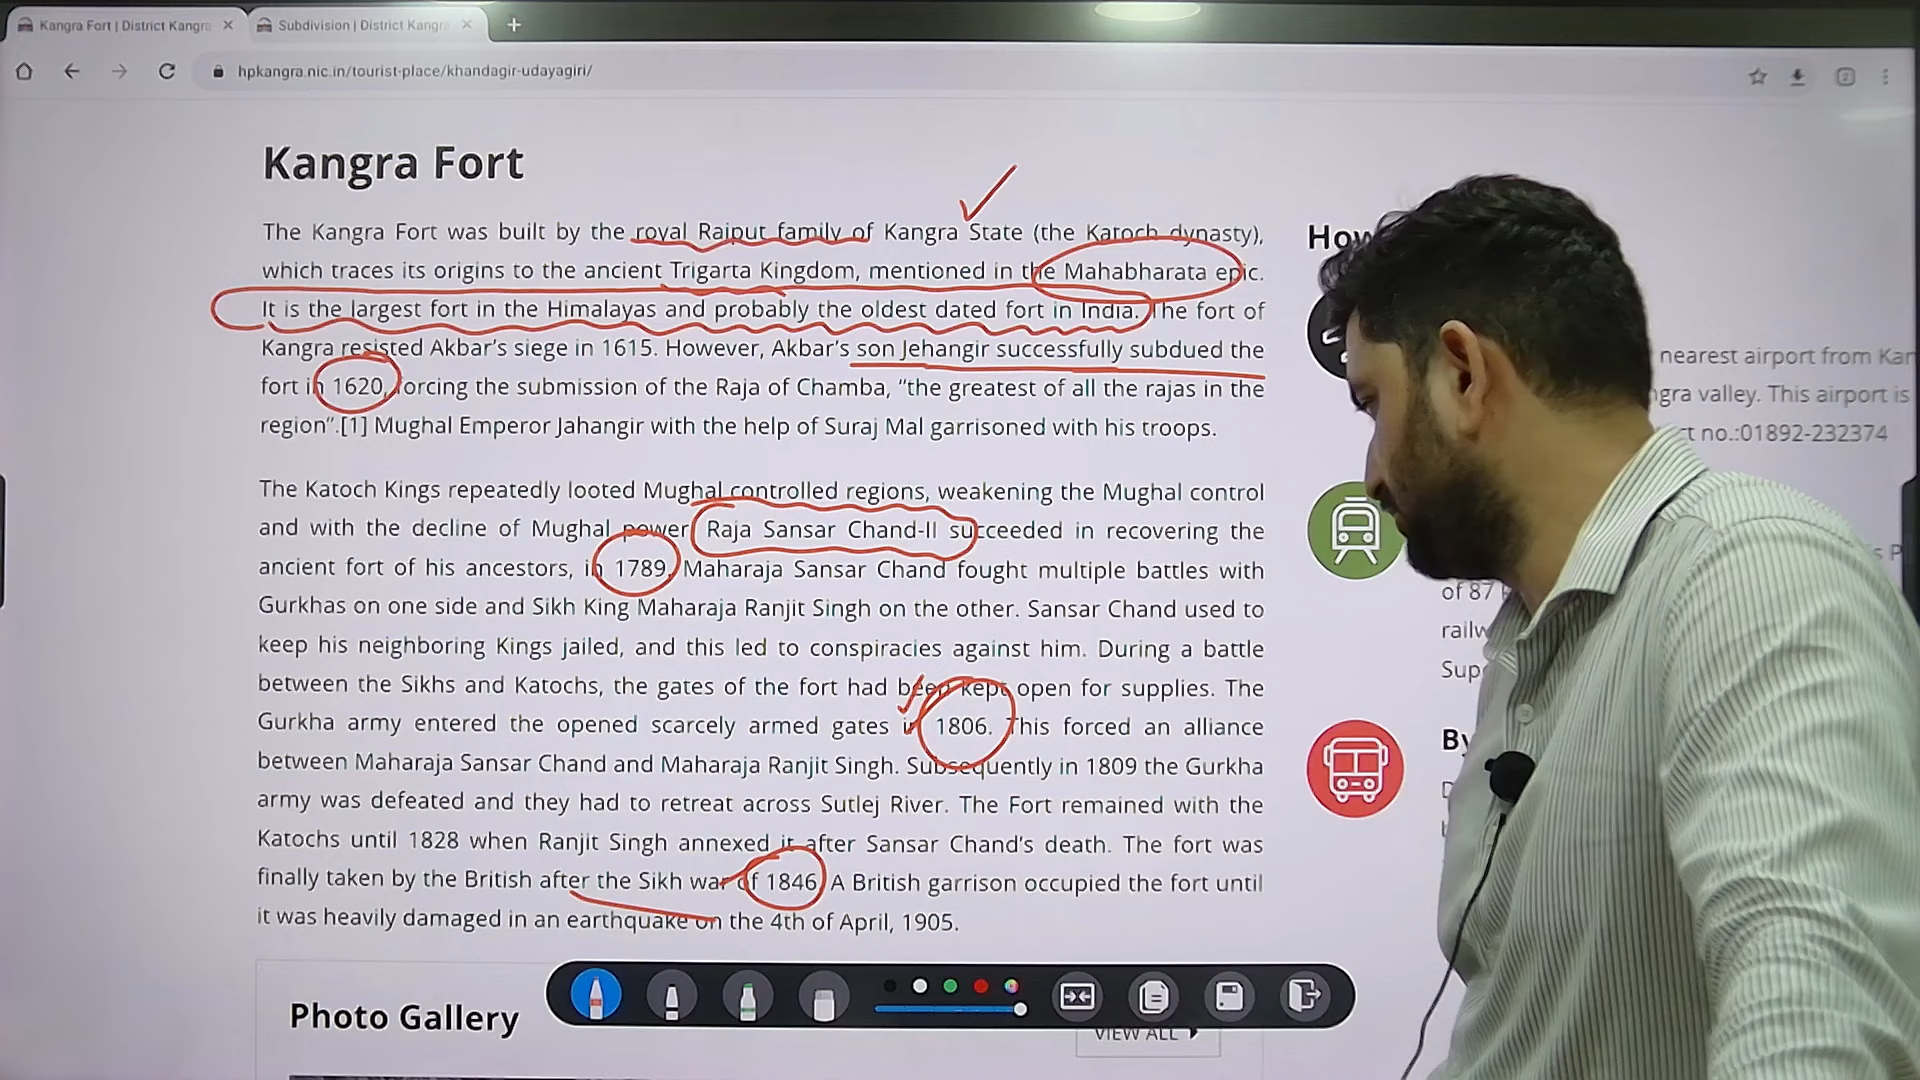 Kangra Fort | District Kangra
Subdivision | District Kangra
hpkangra.nic.in/tourist-place/khandagir-udayagiri/
Kangra Fort
The Kangra Fort was built by the royal Rajput family of Kangra State (the Katoch dynasty),
which traces its origins to the ancient Trigarta Kingdom, mentioned in the Mahabharata epic.
It is the largest fort in the Himalayas and probably the oldest dated fort in India. The fort of
Kangra resisted Akbar's siege in 1615. However, Akbar's son Jehangir successfully subdued the
fort in 1620, forcing the submission of the Raja of Chamba, "the greatest of all the rajas in the
region".[1] Mughal Emperor Jahangir with the help of Suraj Mal garrisoned with his troops.
The Katoch Kings repeatedly looted Mughal controlled regions, weakening the Mughal control
and with the decline of Mughal power Raja Sansar Chand-II succeeded in recovering the
ancient fort of his ancestors, in 1789. Maharaja Sansar Chand fought multiple battles with
Gurkhas on one side and Sikh King Maharaja Ranjit Singh on the other. Sansar Chand used to
keep his neighboring Kings jailed, and this led to conspiracies against him. During a battle
between the Sikhs and Katochs, the gates of the fort had been kept open for supplies. The
Gurkha army entered the opened scarcely armed gates in 1806. This forced an alliance
between Maharaja Sansar Chand and Maharaja Ranjit Singh. Subsequently in 1809 the Gurkha
army was defeated and they had to retreat across Sutlej River. The Fort remained with the
Katochs until 1828 when Ranjit Singh annexed it after Sansar Chand's death. The fort was
finally taken by the British after the Sikh war of 1846. A British garrison occupied the fort until
it was heavily damaged in an earthquake on the 4th of April, 1905.
Photo Gallery
VIEW ALL
How
nearest airport from Kan
ngra valley. This airport is
ct no.:01892-232374
of 87
railw
Sup
By